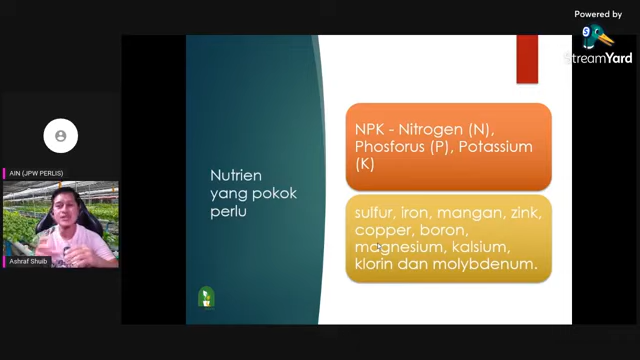 Powered by
StreamYard
NPK - Nitrogen (N),
Phosforus (P), Potassium
(K)
Nutrien
yang pokok
perlu
sulfur, iron, mangan, zink,
copper, boron,
magnesium, kalsium,
klorin dan molybdenum.
AIN (JPW PERLIS)
Ashraf Shuib